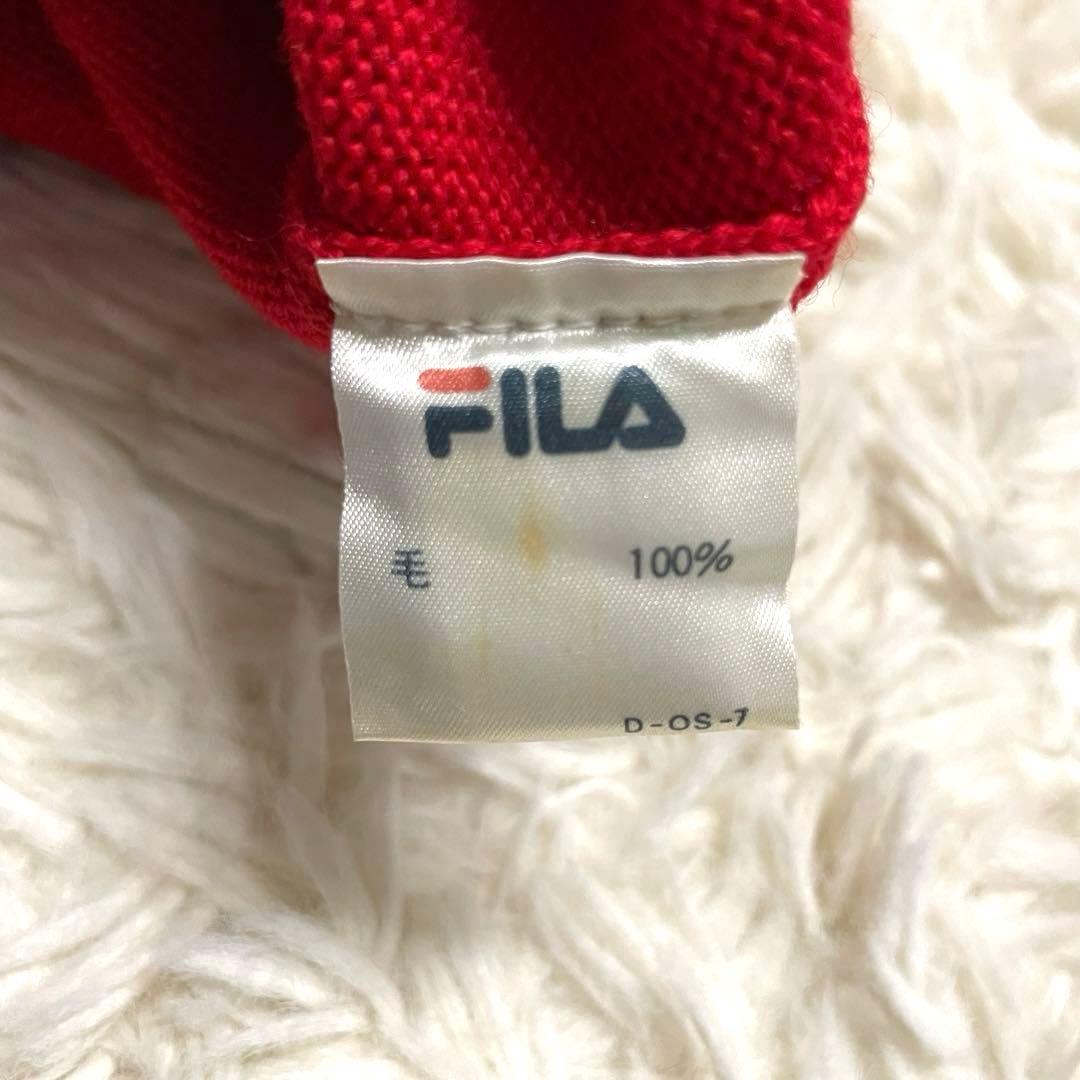 FILA
毛 100%
D-OS-7